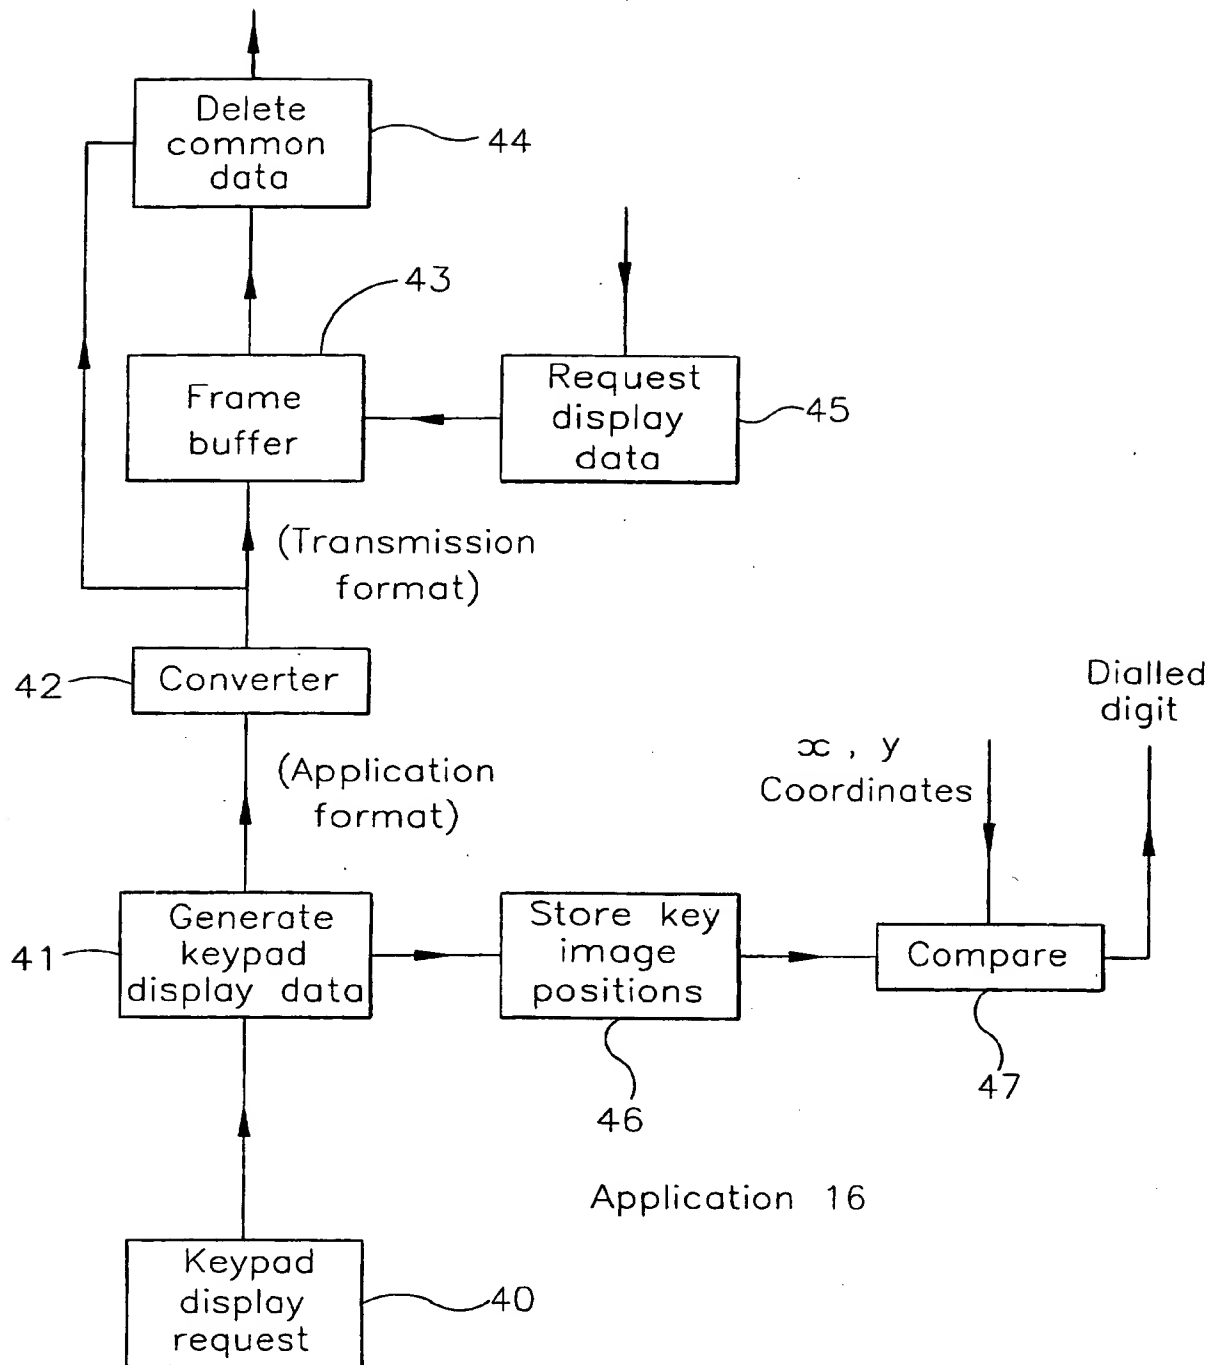 Delete
common
data
44
43
Frame
buffer
Request
display
data
45
(Transmission
format)
42
Converter
(Application
format)
x , y
Coordinates
Dialled
digit
41
Generate
keypad
display data
Store key
image
positions
Compare
46
47
Application 16
Keypad
display
request
40